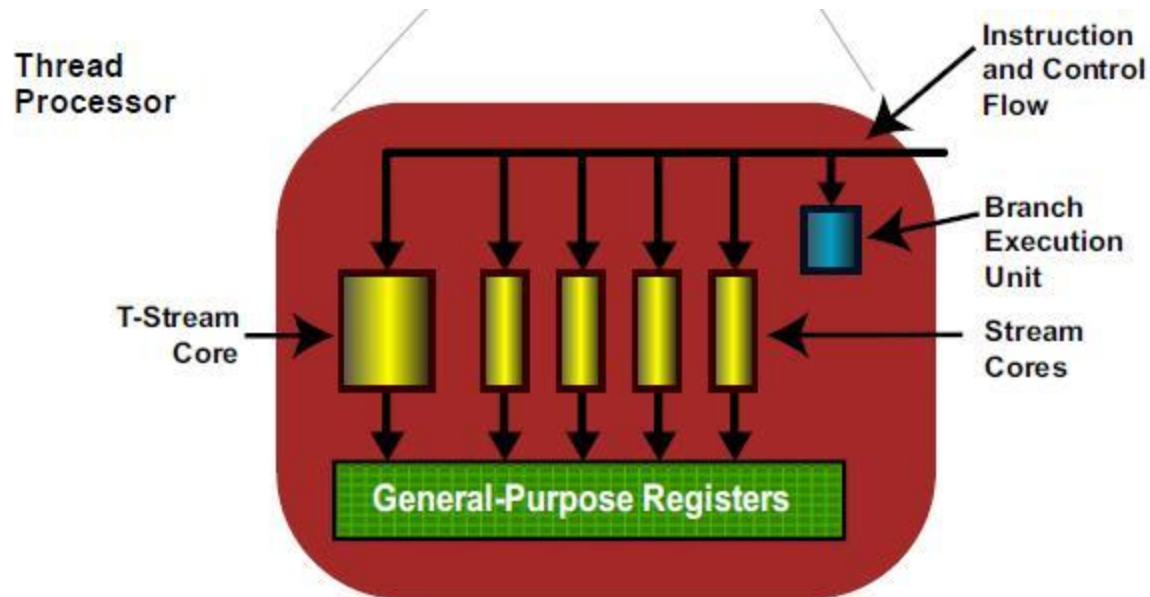 Thread
Processor
Instruction
and Control
Flow
Branch
Execution
Unit
T-Stream
Core
Stream
Cores
General-Purpose Registers